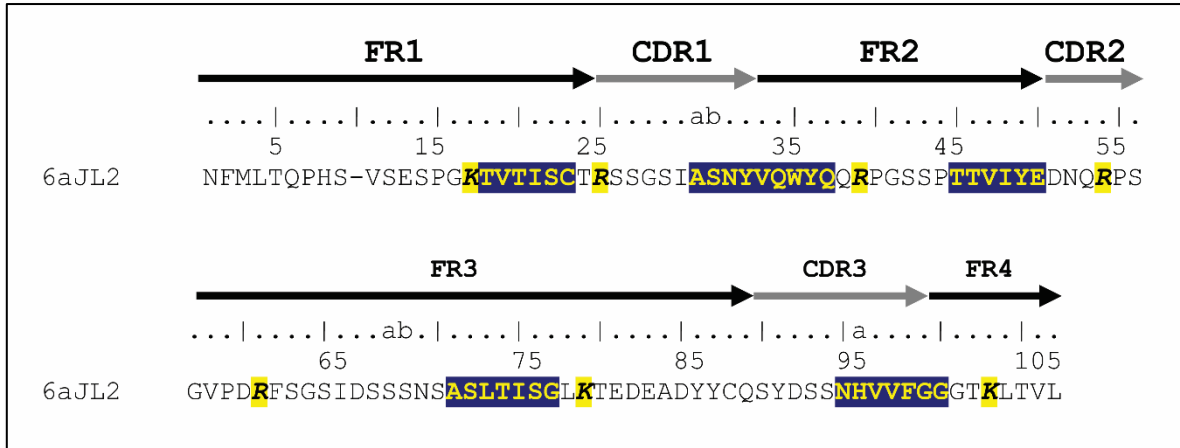 FR1 CDR1 FR2 CDR2
....|....|....|....|....|.....ab....|....|....|....|.
5 15 25 35 45 55
6aJL2 NFMLTQPHS-VSESPGKTVTISCTRSSGSIASNYVQWYQQRPGSSPTTVIYEDNQRPS
FR3 CDR3 FR4
...|....|...ab.|....|....|....|....|....|a....|....|..
65 75 85 95 105
6aJL2 GVPDRFSGSIDSSSNSASLTISGLKTEDEADYYCQSYDSSNHVVFGGGTKLTVL